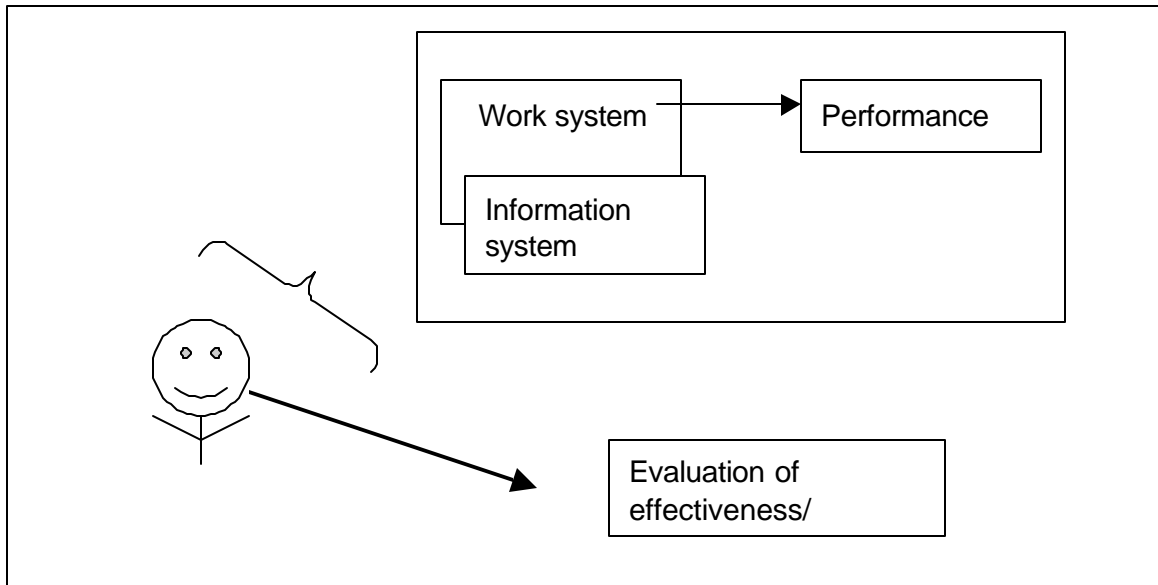 Work system
Performance
Information
system
Evaluation of
effectiveness/